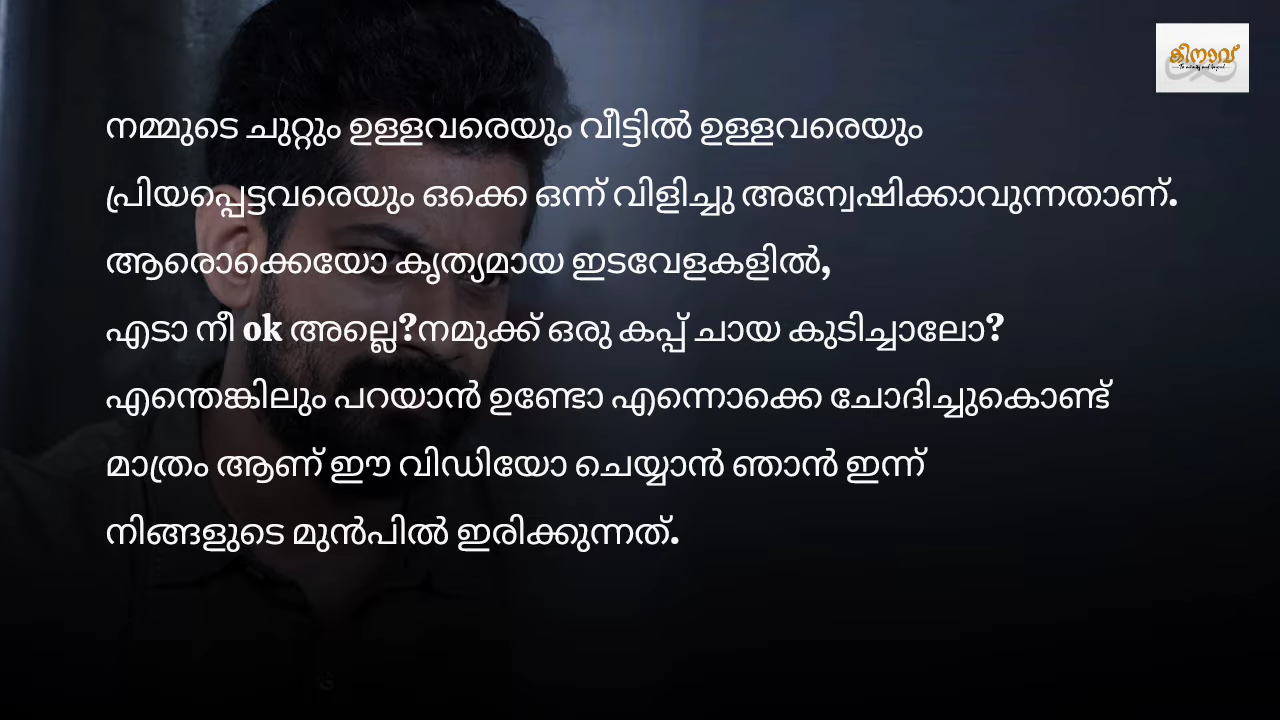 കിനാവ്
നമ്മുടെ ചുറ്റും ഉള്ളവരെയും വീട്ടിൽ ഉള്ളവരെയും
പ്രിയപ്പെട്ടവരെയും ഒക്കെ ഒന്ന് വിളിച്ചു അന്വേഷിക്കാവുന്നതാണ്.
ആരൊക്കെയോ കൃത്യമായ ഇടവേളകളിൽ,
എടാ നീ ok അല്ലെ?നമുക്ക് ഒരു കപ്പ് ചായ കുടിച്ചാലോ?
എന്തെങ്കിലും പറയാൻ ഉണ്ടോ എന്നൊക്കെ ചോദിച്ചുകൊണ്ട്
മാത്രം ആണ് ഈ വിഡിയോ ചെയ്യാൻ ഞാൻ ഇന്ന്
നിങ്ങളുടെ മുൻപിൽ ഇരിക്കുന്നത്.